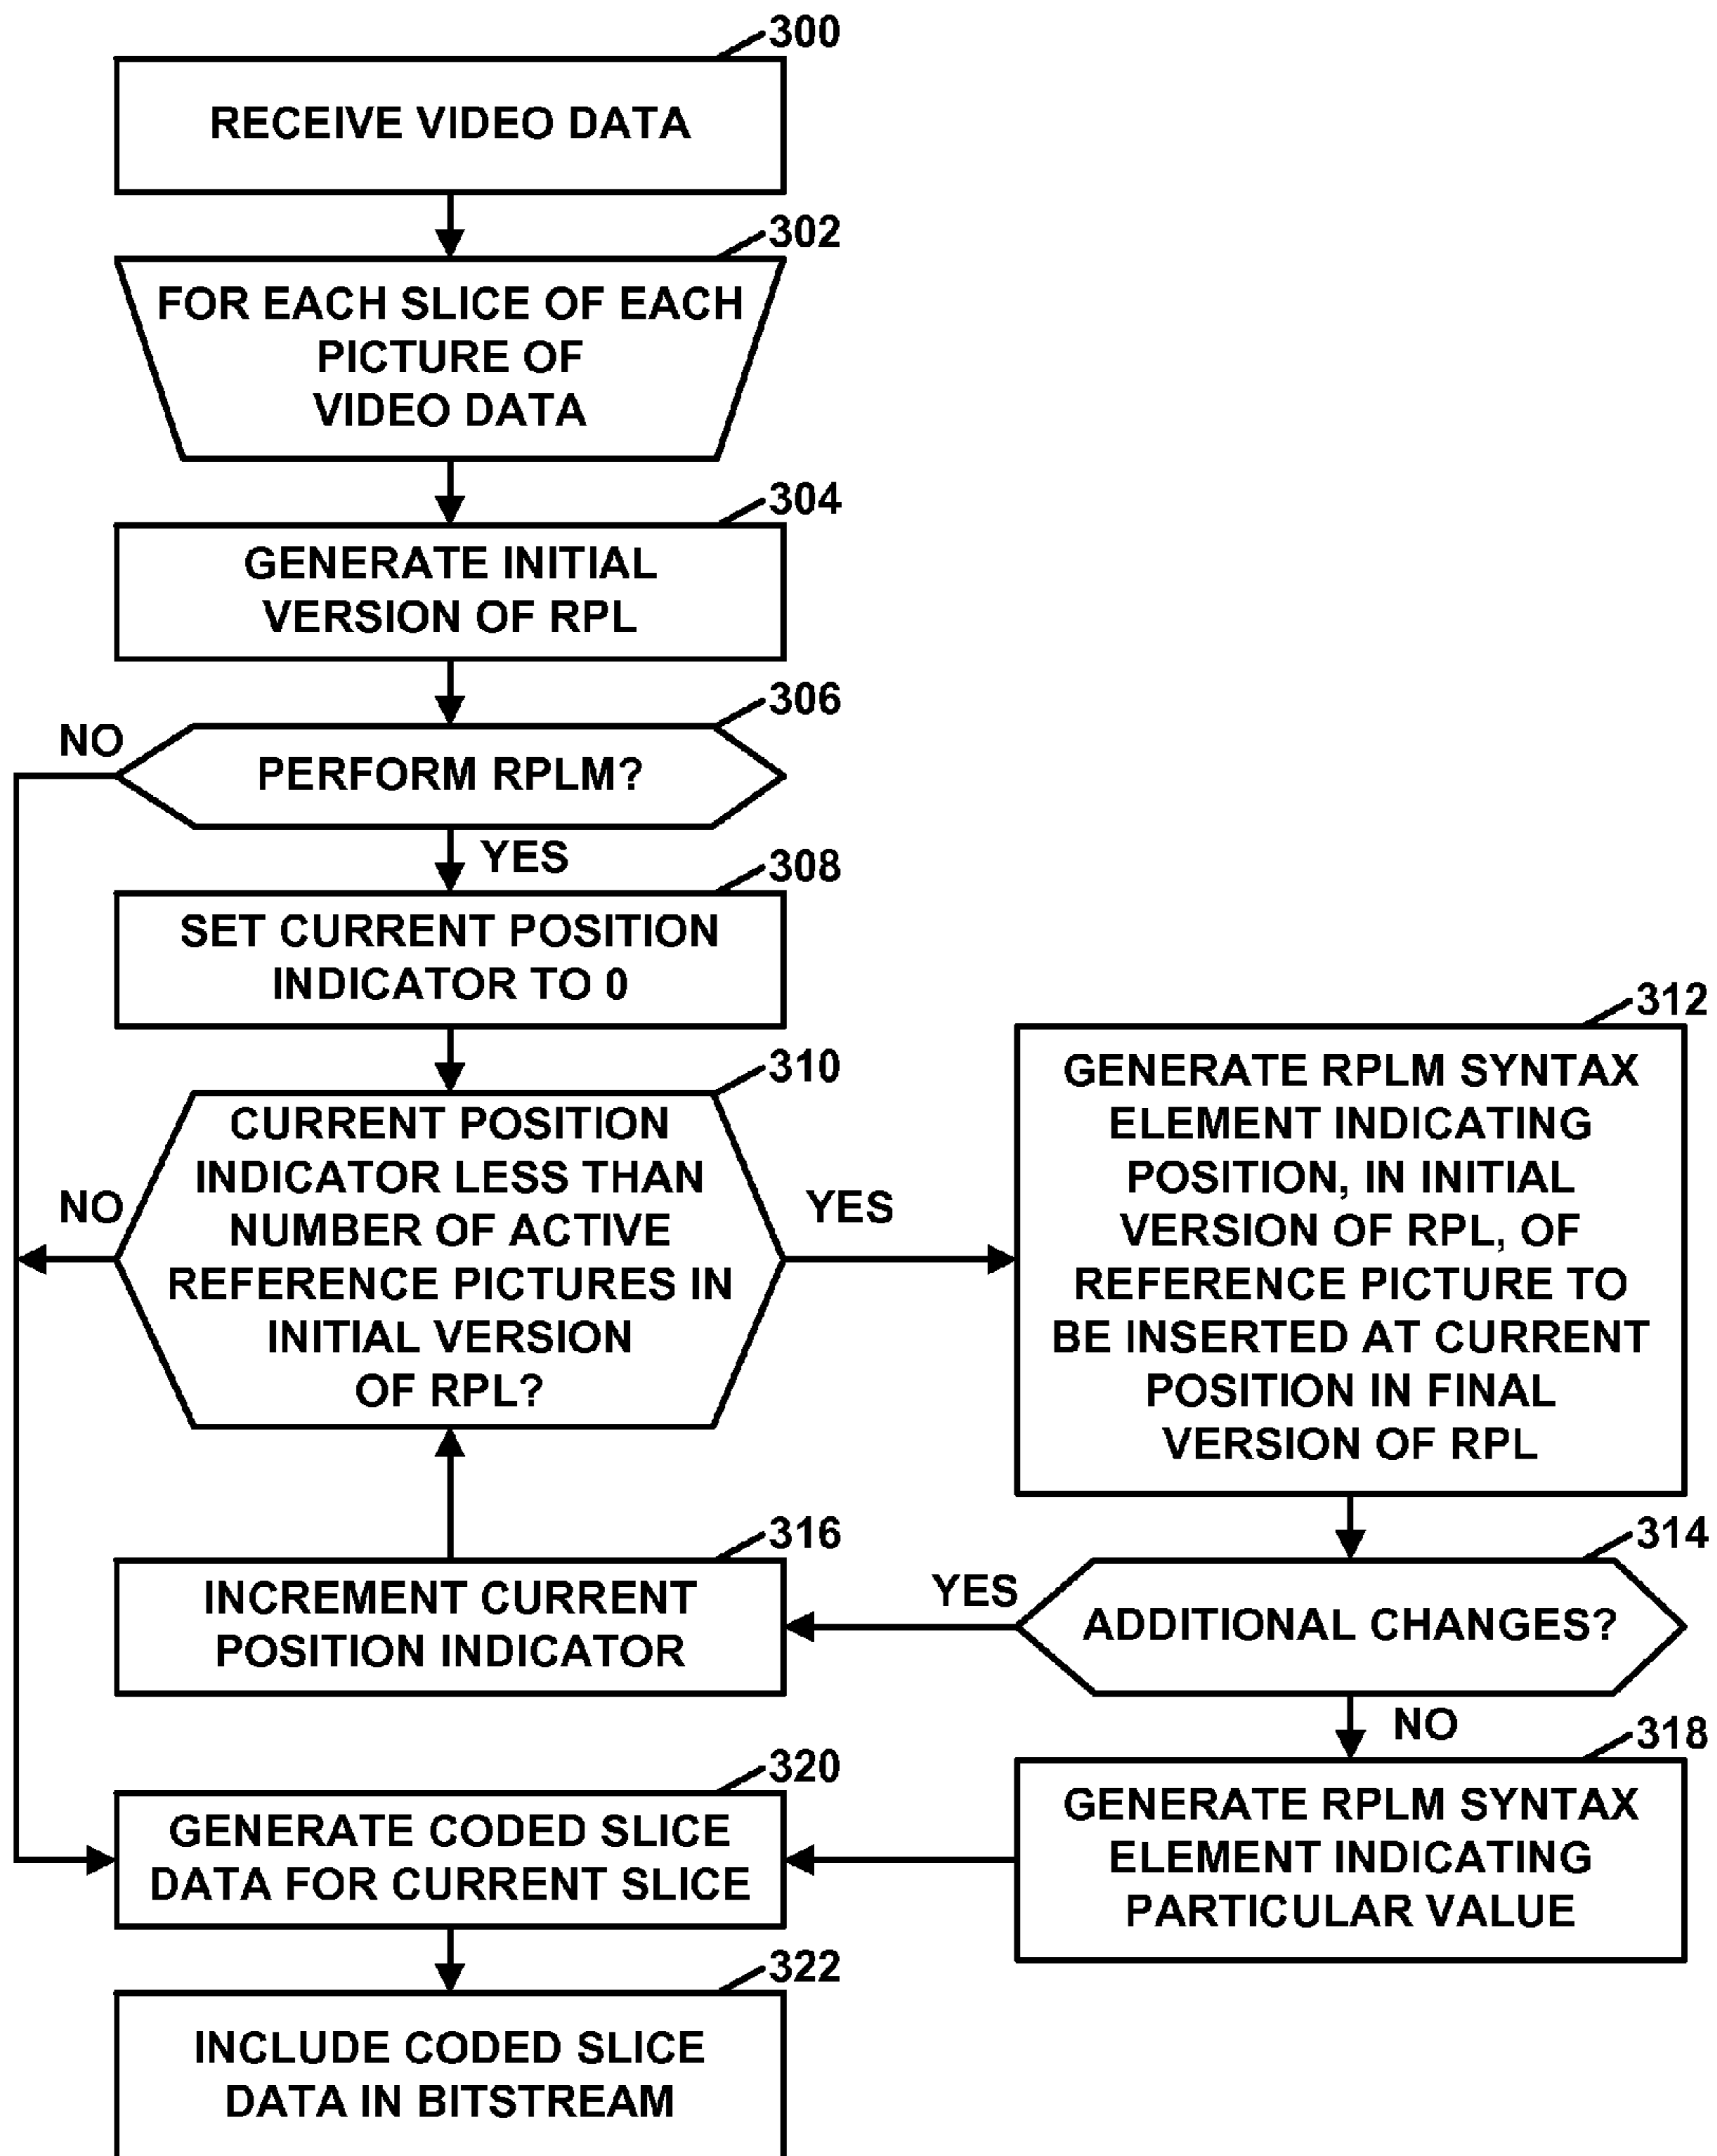 300
RECEIVE VIDEO DATA
302
FOR EACH SLICE OF EACH
PICTURE OF
VIDEO DATA
304
GENERATE INITIAL
VERSION OF RPL
306
NO
PERFORM RPLM?
YES
308
SET CURRENT POSITION
INDICATOR TO 0
310
CURRENT POSITION
INDICATOR LESS THAN
NUMBER OF ACTIVE
REFERENCE PICTURES IN
INITIAL VERSION
OF RPL?
NO
YES
312
GENERATE RPLM SYNTAX
ELEMENT INDICATING
POSITION, IN INITIAL
VERSION OF RPL, OF
REFERENCE PICTURE TO
BE INSERTED AT CURRENT
POSITION IN FINAL
VERSION OF RPL
314
ADDITIONAL CHANGES?
YES
316
INCREMENT CURRENT
POSITION INDICATOR
NO
318
GENERATE RPLM SYNTAX
ELEMENT INDICATING
PARTICULAR VALUE
320
GENERATE CODED SLICE
DATA FOR CURRENT SLICE
322
INCLUDE CODED SLICE
DATA IN BITSTREAM